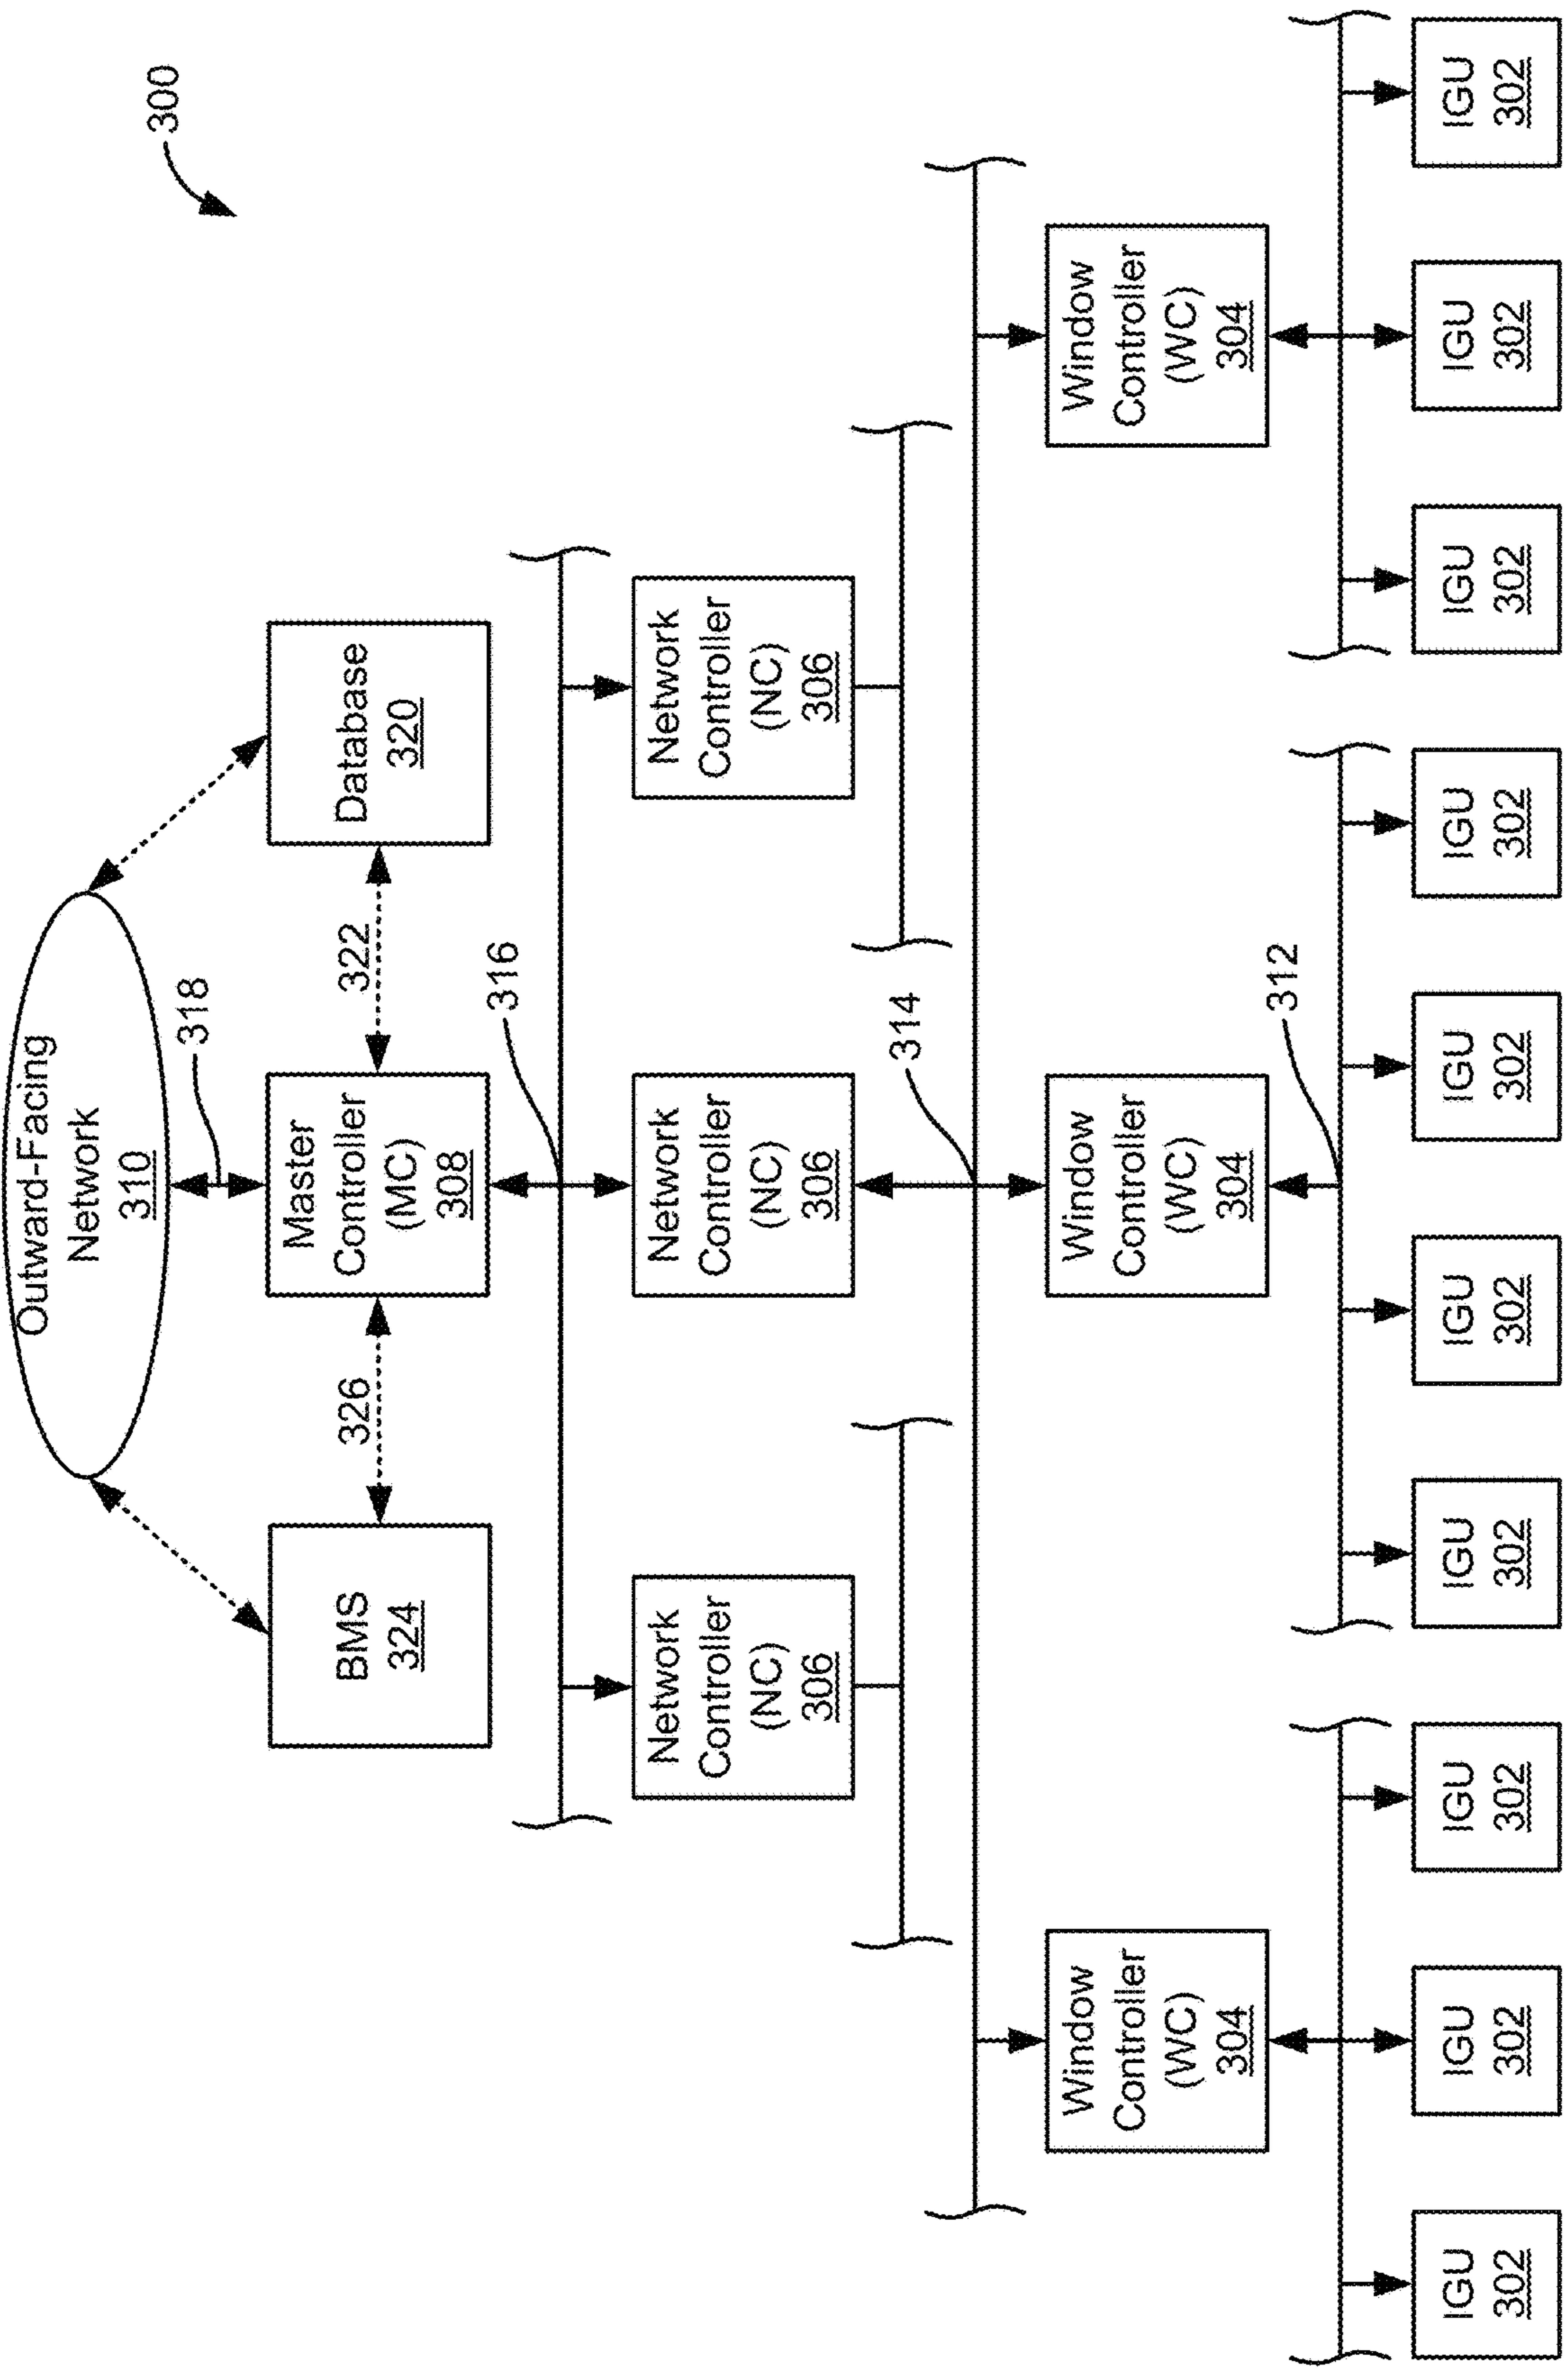 Outward-Facing
Network
310
300
318
BMS
324
326
Master
Controller
(MC)
308
322
Database
320
316
Network
Controller
(NC)
306
Network
Controller
(NC)
306
Network
Controller
(NC)
306
314
Window
Controller
(WC)
304
Window
Controller
(WC)
304
Window
Controller
(WC)
304
312
IGU
302
IGU
302
IGU
302
IGU
302
IGU
302
IGU
302
IGU
302
IGU
302
IGU
302
IGU
302